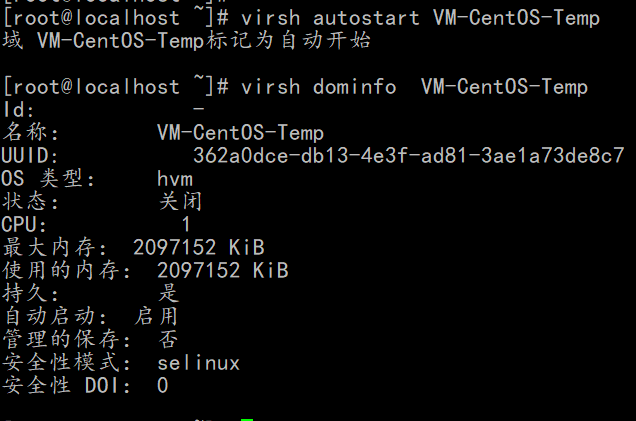 [root@localhost ~]# virsh autostart VM-CentOS-Temp
域 VM-CentOS-Temp标记为自动开始
[root@localhost ~]# virsh dominfo  VM-CentOS-Temp
Id:             -
名称:       VM-CentOS-Temp
UUID:           362a0dce-db13-4e3f-ad81-3ae1a73de8c7
OS 类型:    hvm
状态:       关闭
CPU:            1
最大内存: 2097152 KiB
使用的内存: 2097152 KiB
持久:       是
自动启动: 启用
管理的保存: 否
安全性模式: selinux
安全性 DOI: 0